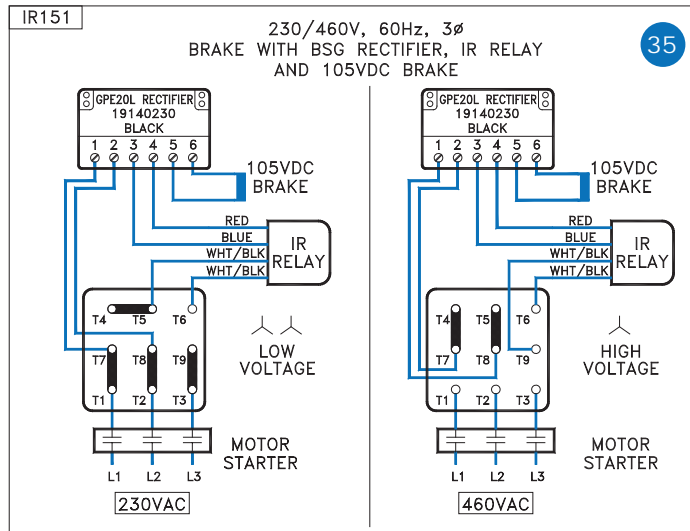 IR151
230/460V, 60Hz, 3ø
BRAKE WITH BSG RECTIFIER, IR RELAY
AND 105VDC BRAKE
35
GPE20L RECTIFIER
19140230
BLACK
1 2 3 4 5 6
105VDC
BRAKE
RED
BLUE
WHT/BLK
WHT/BLK
IR
RELAY
T4 T5 T6
T7 T8 T9
T1 T2 T3
LOW
VOLTAGE
MOTOR
STARTER
L1 L2 L3
230VAC
GPE20L RECTIFIER
19140230
BLACK
1 2 3 4 5 6
105VDC
BRAKE
RED
BLUE
WHT/BLK
WHT/BLK
IR
RELAY
T4 T5 T6
T7 T8 T9
T1 T2 T3
HIGH
VOLTAGE
MOTOR
STARTER
L1 L2 L3
460VAC